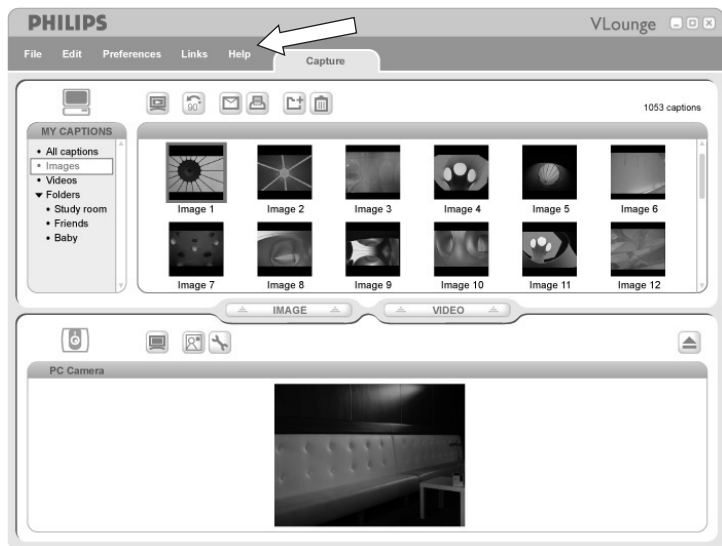 PHILIPS
VLounge
File Edit Preferences Links Help
Capture
90°
1053 captions
MY CAPTIONS
• All captions
• Images
• Videos
▼ Folders
• Study room
• Friends
• Baby
Image 1 Image 2 Image 3 Image 4 Image 5 Image 6
Image 7 Image 8 Image 9 Image 10 Image 11 Image 12
IMAGE VIDEO
PC Camera